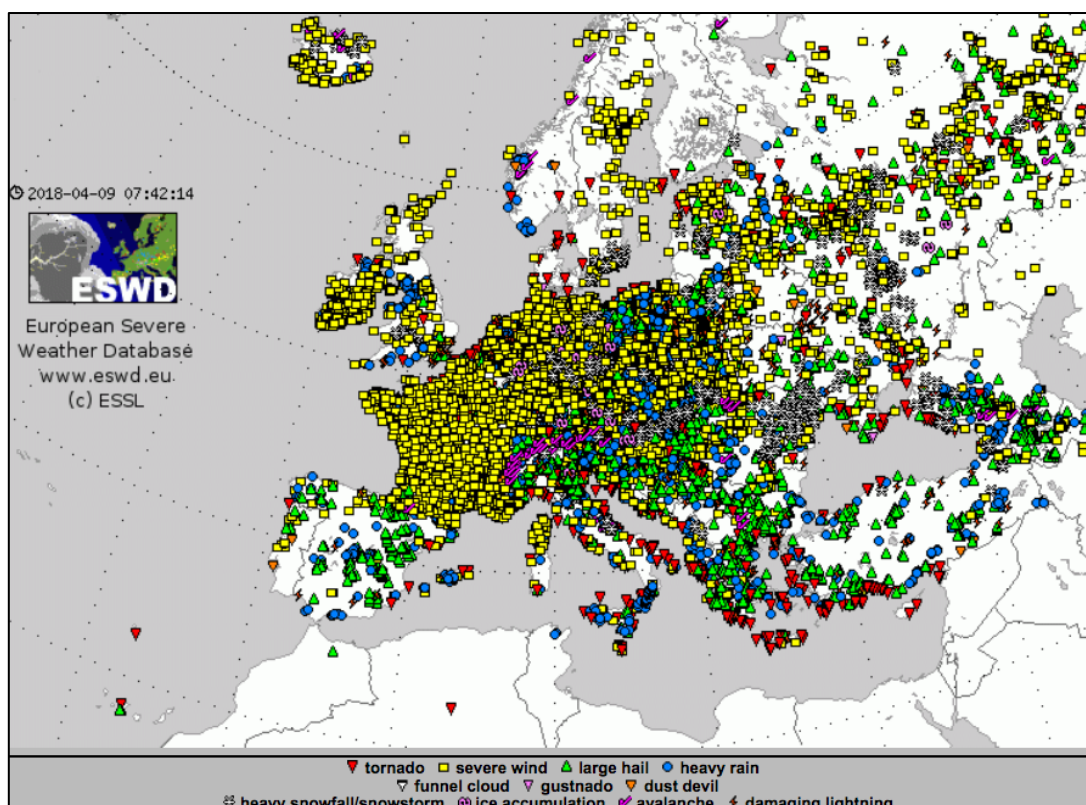 2018-04-09 07:42:14
ESWD
European Severe
Weather Database
www.eswd.eu
(c) ESSL
tornado severe wind large hail heavy rain
funnel cloud gustnado dust devil
heavy snowfall/snowstorm ice accumulation avalanche damaging lightning